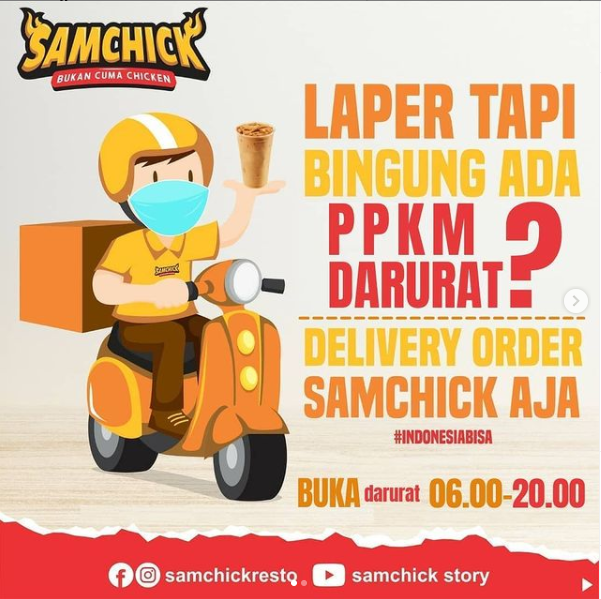 SAMCHICK
BUKAN CUMA CHICKEN
LAPER TAPI
BINGUNG ADA
PPKM
DARURAT?
DELIVERY ORDER
SAMCHICK AJA
#INDONESIABISA
BUKA darurat 06.00-20.00
SAMCHICK
samchickresto samchick story